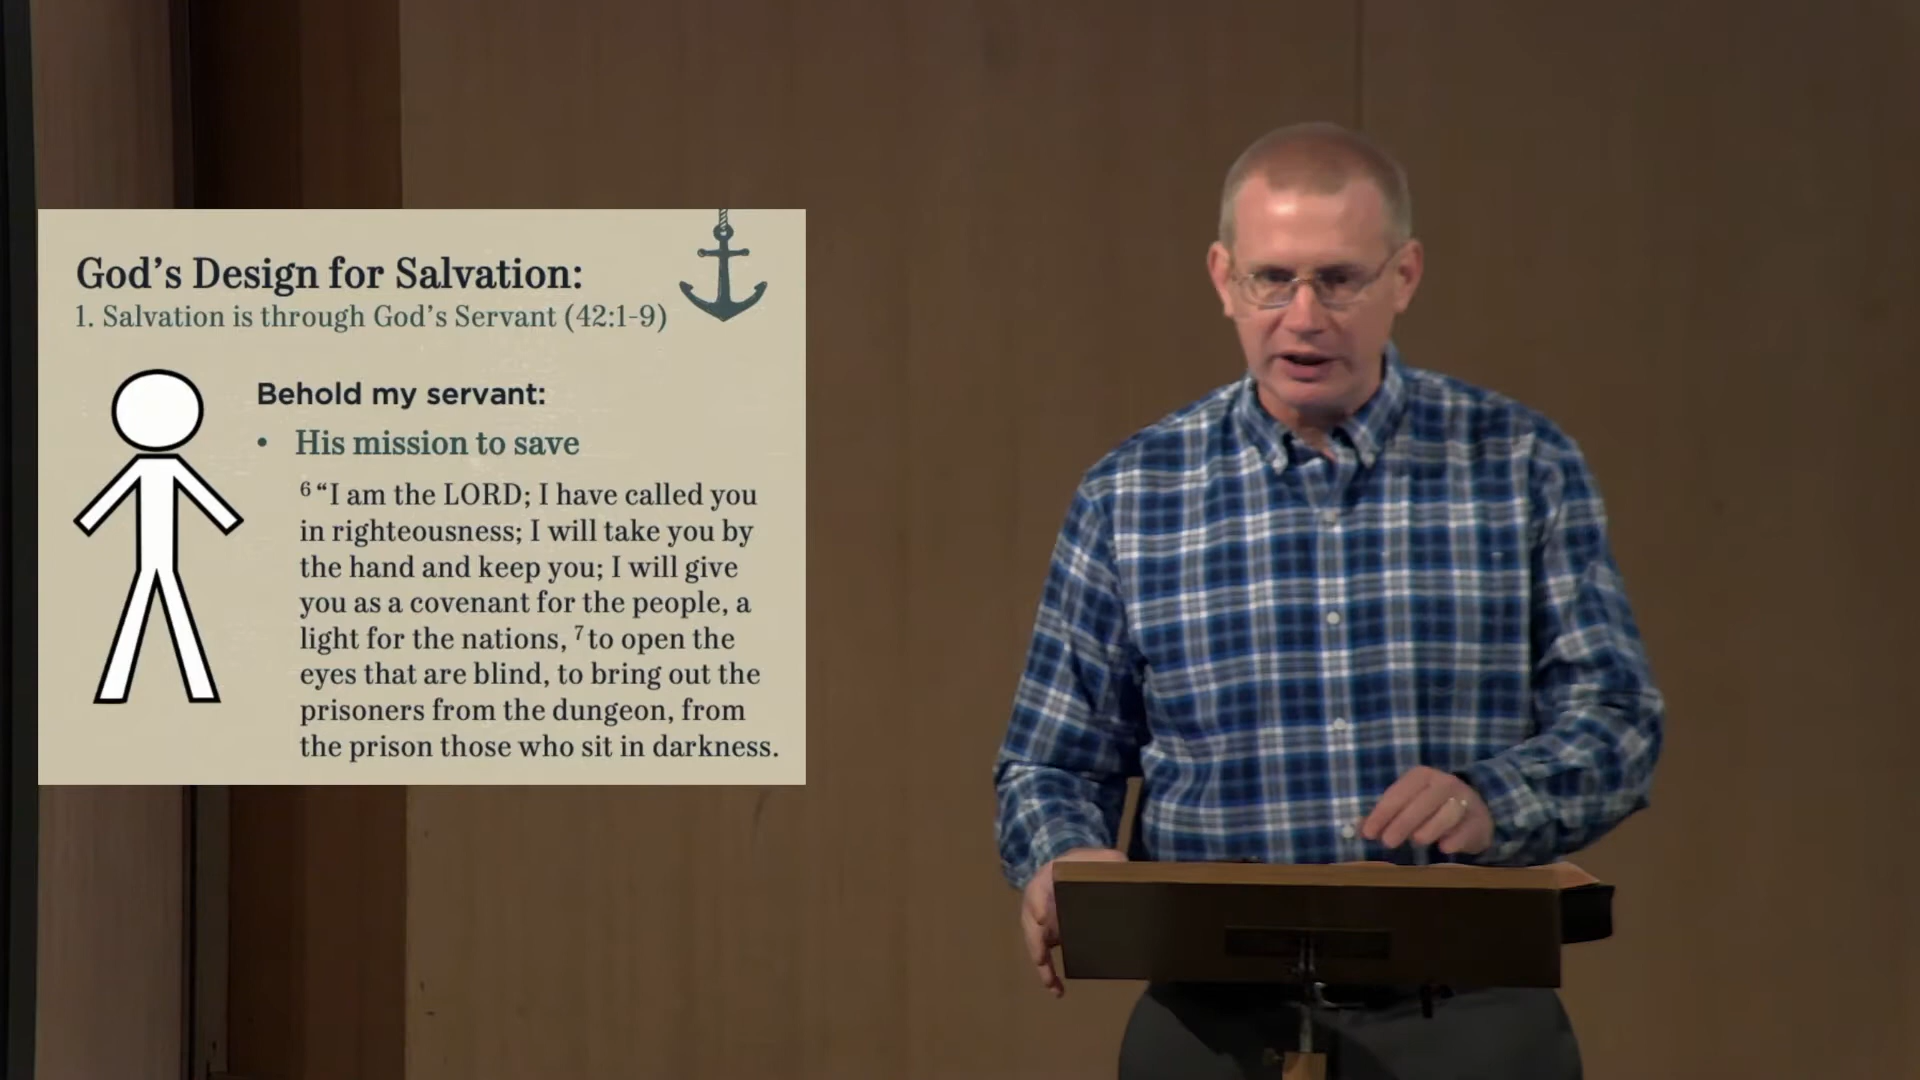 God's Design for Salvation:
1. Salvation is through God's Servant (42:1-9)
Behold my servant:
• His mission to save
6 “I am the LORD; I have called you
in righteousness; I will take you by
the hand and keep you; I will give
you as a covenant for the people, a
light for the nations, 7 to open the
eyes that are blind, to bring out the
prisoners from the dungeon, from
the prison those who sit in darkness.